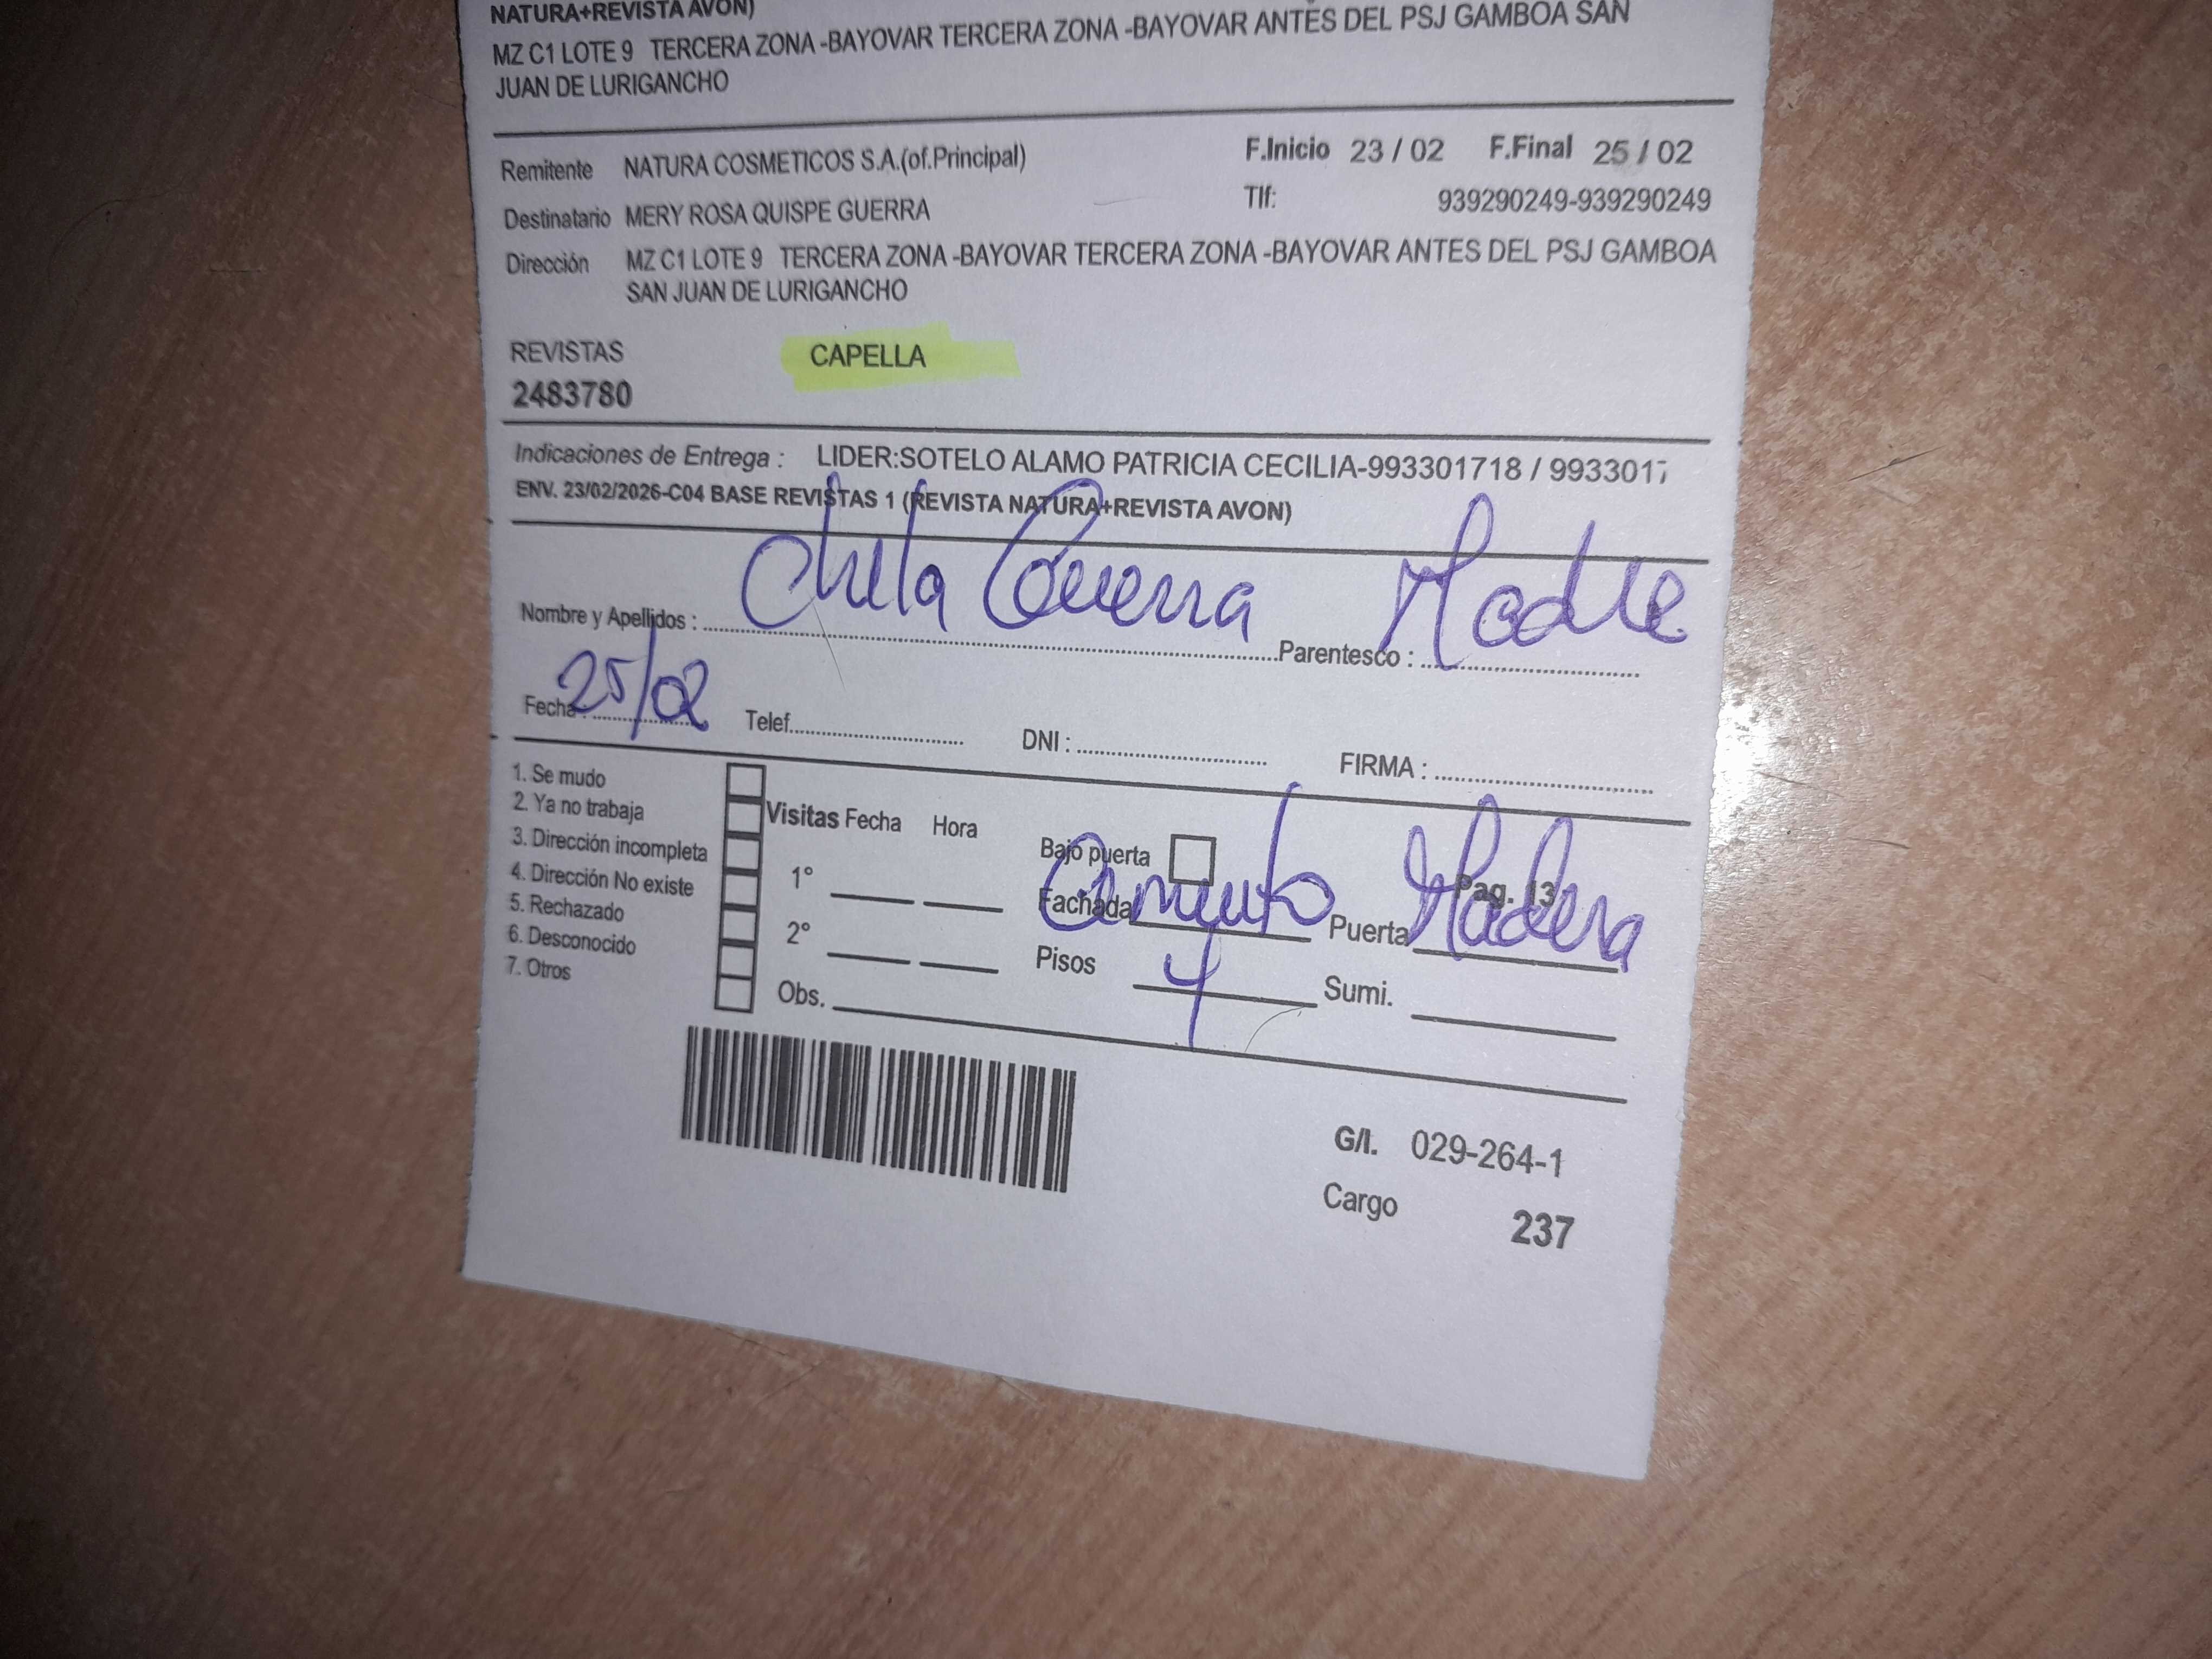 NATURA+REVISTA AVON)
MZ C1 LOTE 9 TERCERA ZONA -BAYOVAR TERCERA ZONA -BAYOVAR ANTES DEL PSJ GAMBOA SAN
JUAN DE LURIGANCHO
Remitente NATURA COSMETICOS S.A.(of.Principal) F.Inicio 23 / 02 F.Final 25 / 02
Destinatario MERY ROSA QUISPE GUERRA Tlf: 939290249-939290249
Dirección MZ C1 LOTE 9 TERCERA ZONA -BAYOVAR TERCERA ZONA -BAYOVAR ANTES DEL PSJ GAMBOA
SAN JUAN DE LURIGANCHO
REVISTAS CAPELLA
2483780
Indicaciones de Entrega : LIDER:SOTELO ALAMO PATRICIA CECILIA-993301718 / 9933017
ENV. 23/02/2026-C04 BASE REVISTAS 1 (REVISTA NATURA+REVISTA AVON)
Nombre y Apellidos : Chela Guerra Parentesco : Madre
Fecha : 25/02 Telef. DNI : FIRMA :
1. Se mudo
2. Ya no trabaja
3. Dirección incompleta
4. Dirección No existe
5. Rechazado
6. Desconocido
7. Otros
Visitas Fecha Hora
1°
2°
Obs.
Bajo puerta
Pag. 13
Fachada Cemento Puerta Madera
Pisos 4 Sumi.
G/I. 029-264-1
Cargo 237